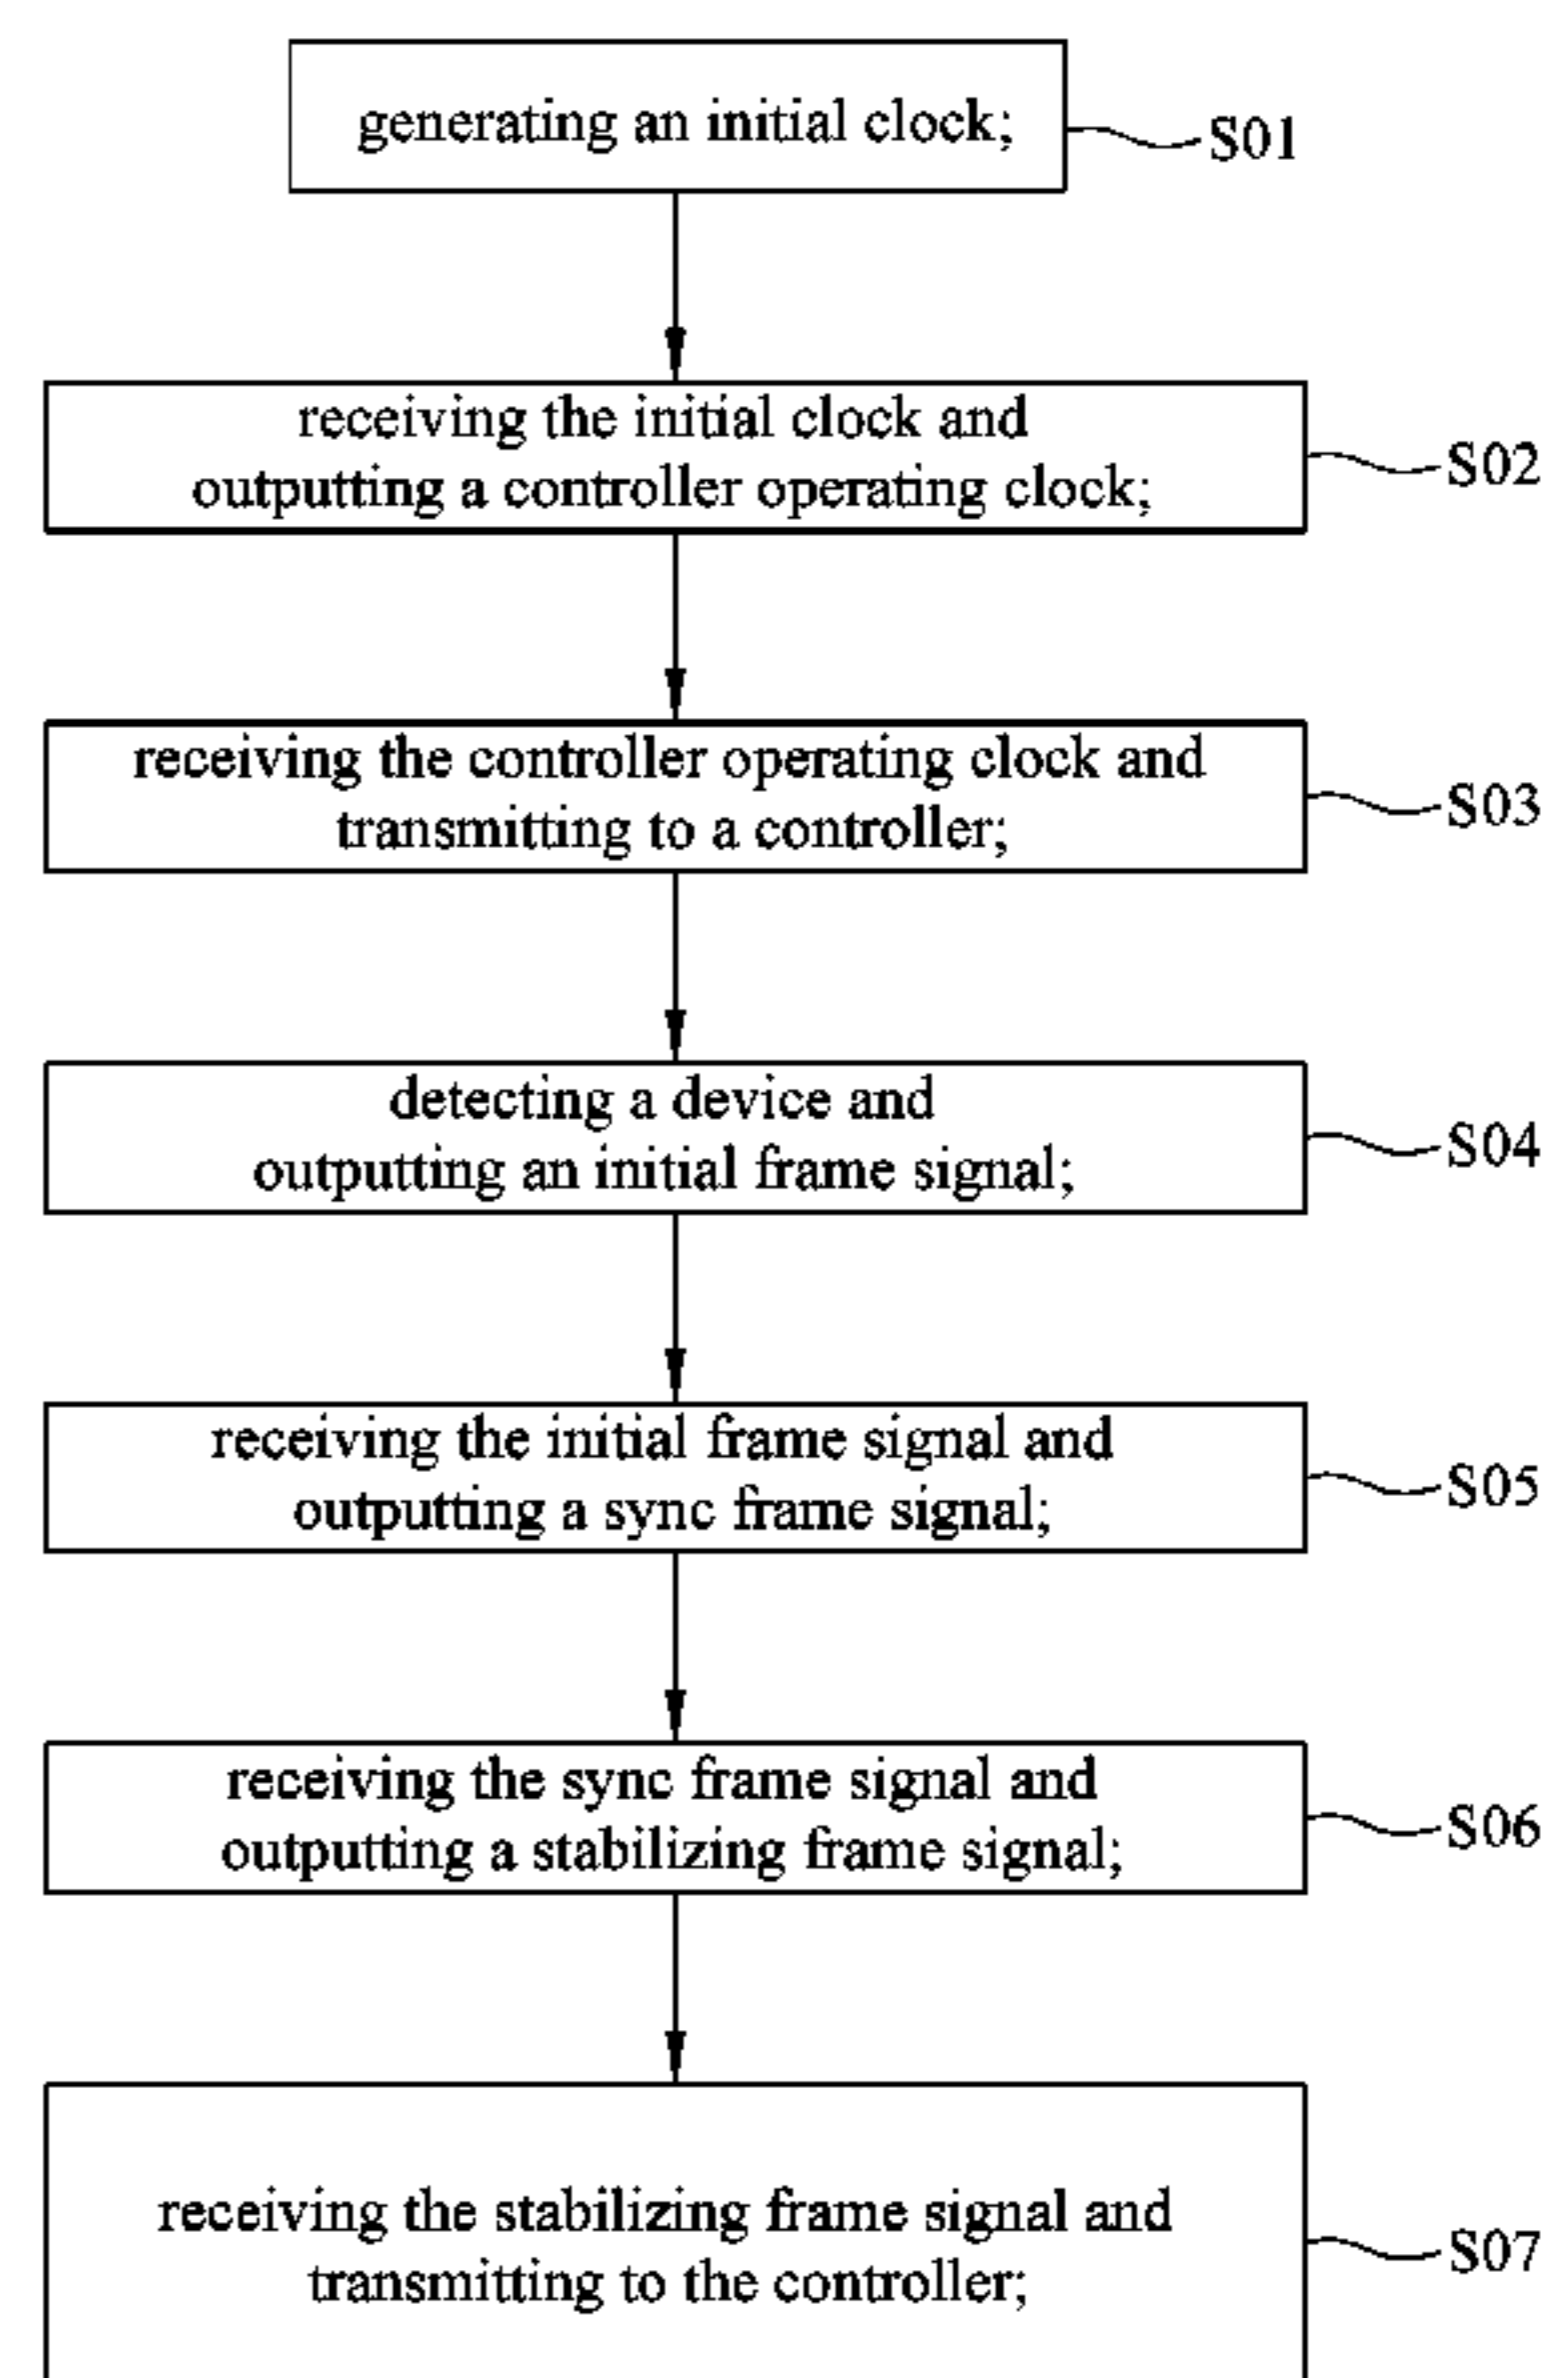 generating an initial clock;
S01
receiving the initial clock and
outputting a controller operating clock;
S02
receiving the controller operating clock and
transmitting to a controller;
S03
detecting a device and
outputting an initial frame signal;
S04
receiving the initial frame signal and
outputting a sync frame signal;
S05
receiving the sync frame signal and
outputting a stabilizing frame signal;
S06
receiving the stabilizing frame signal and
transmitting to the controller;
S07